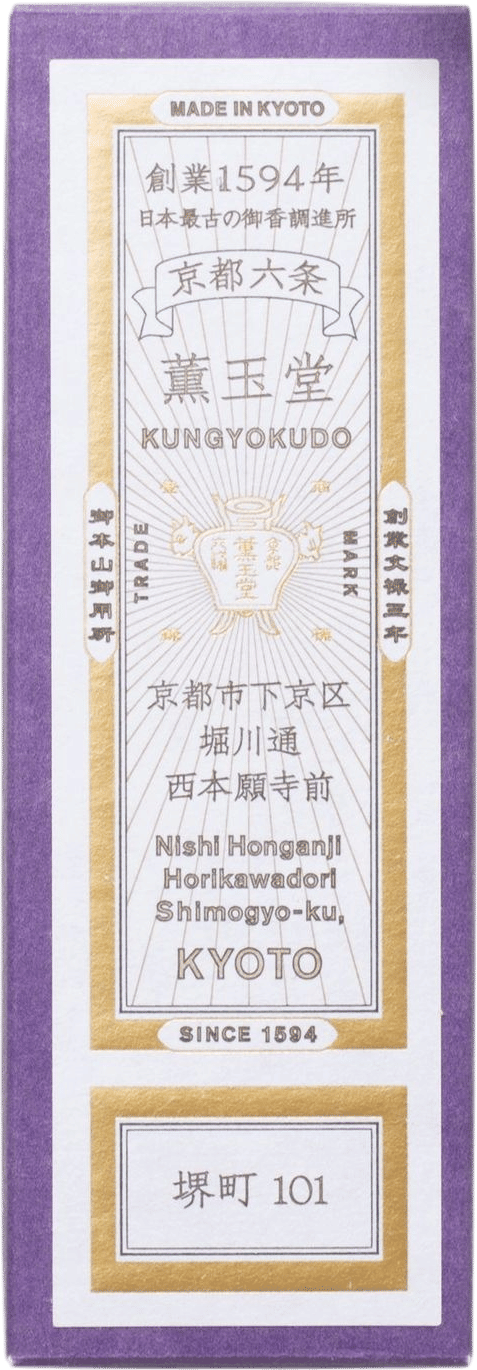 MADE IN KYOTO
創業1594年
日本最古の御香調進所
京都六条
薫玉堂
KUNGYOKUDO
御本山御用所
TRADE
薫玉堂
MARK
創業文禄三年
京都市下京区
堀川通
西本願寺前
Nishi Honganji
Horikawadori
Shimogyo-ku,
KYOTO
SINCE 1594
堺町 101